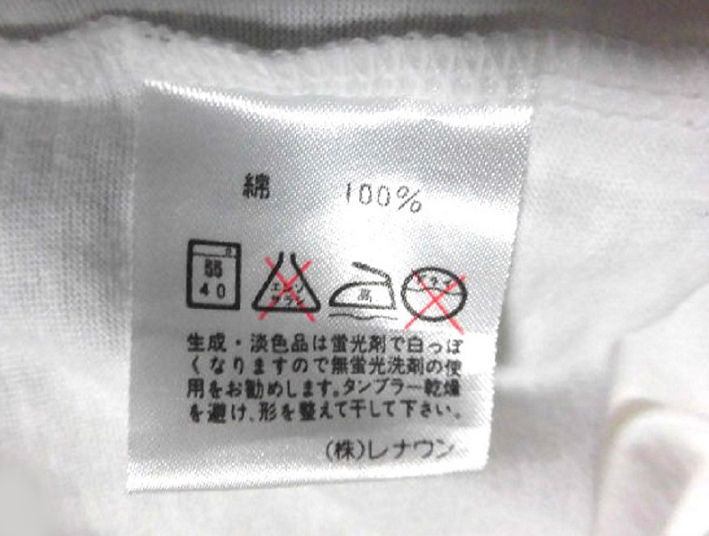 綿 100%
40
エンソ
サラシ
高
ドライ
生成・淡色品は蛍光剤で白っぽ
くなりますので無蛍光洗剤の使
用をお勧めします。タンブラー乾燥
を避け、形を整えて干して下さい。
(株)レナウン